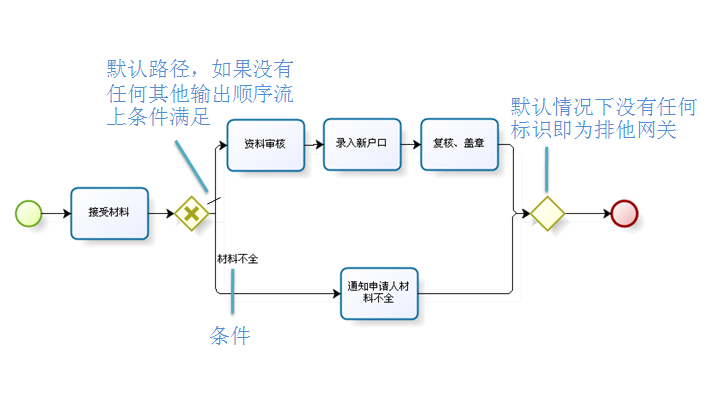 默认路径，如果没有
任何其他输出顺序流
上条件满足
默认情况下没有任何
标识即为排他网关
资料审核
录入新户口
复核、盖章
接受材料
材料不全
通知申请人材
料不全
条件